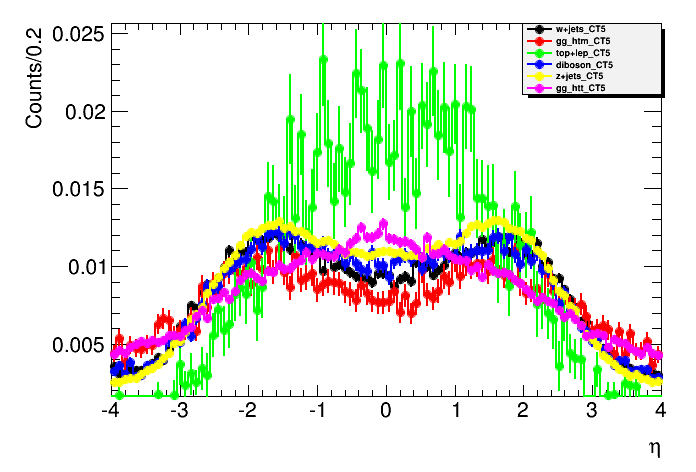 Counts/0.2
0.025
0.02
0.015
0.01
0.005
w+jets_CT5
gg_htm_CT5
top+lep_CT5
diboson_CT5
z+jets_CT5
gg_htt_CT5
-4 -3 -2 -1 0 1 2 3 4
η